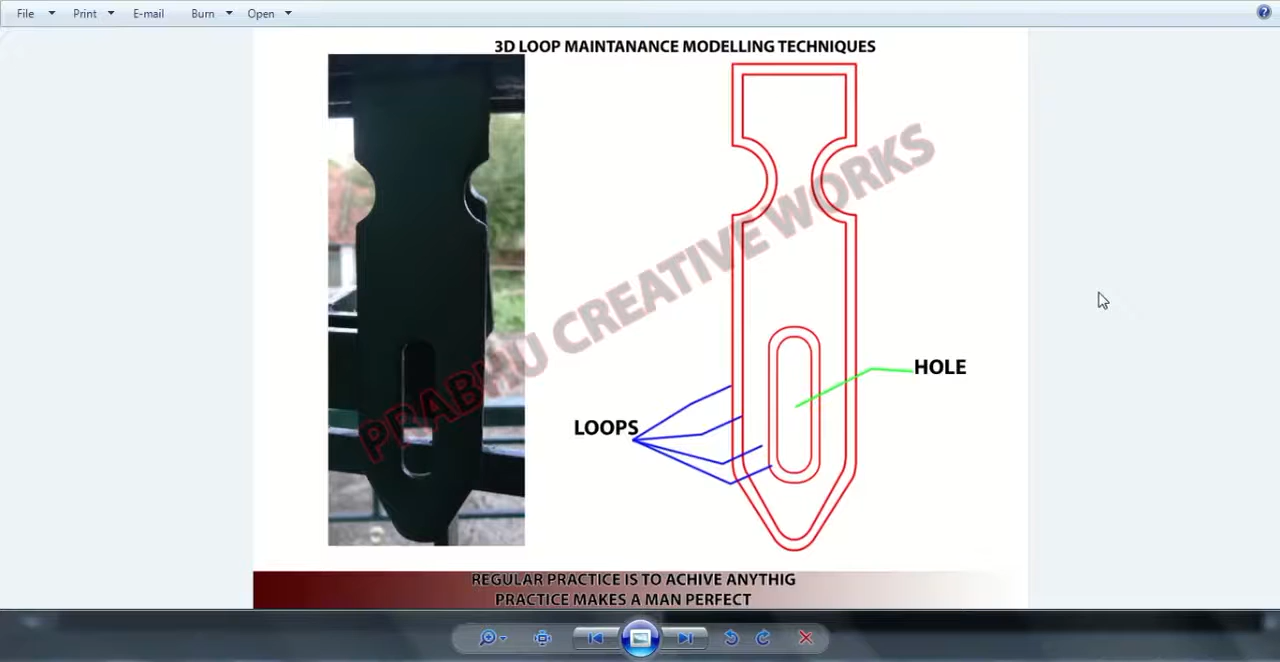 File Print E-mail Burn Open
3D LOOP MAINTANANCE MODELLING TECHNIQUES
PRABHU CREATIVE WORKS
HOLE
LOOPS
REGULAR PRACTICE IS TO ACHIVE ANYTHIG
PRACTICE MAKES A MAN PERFECT